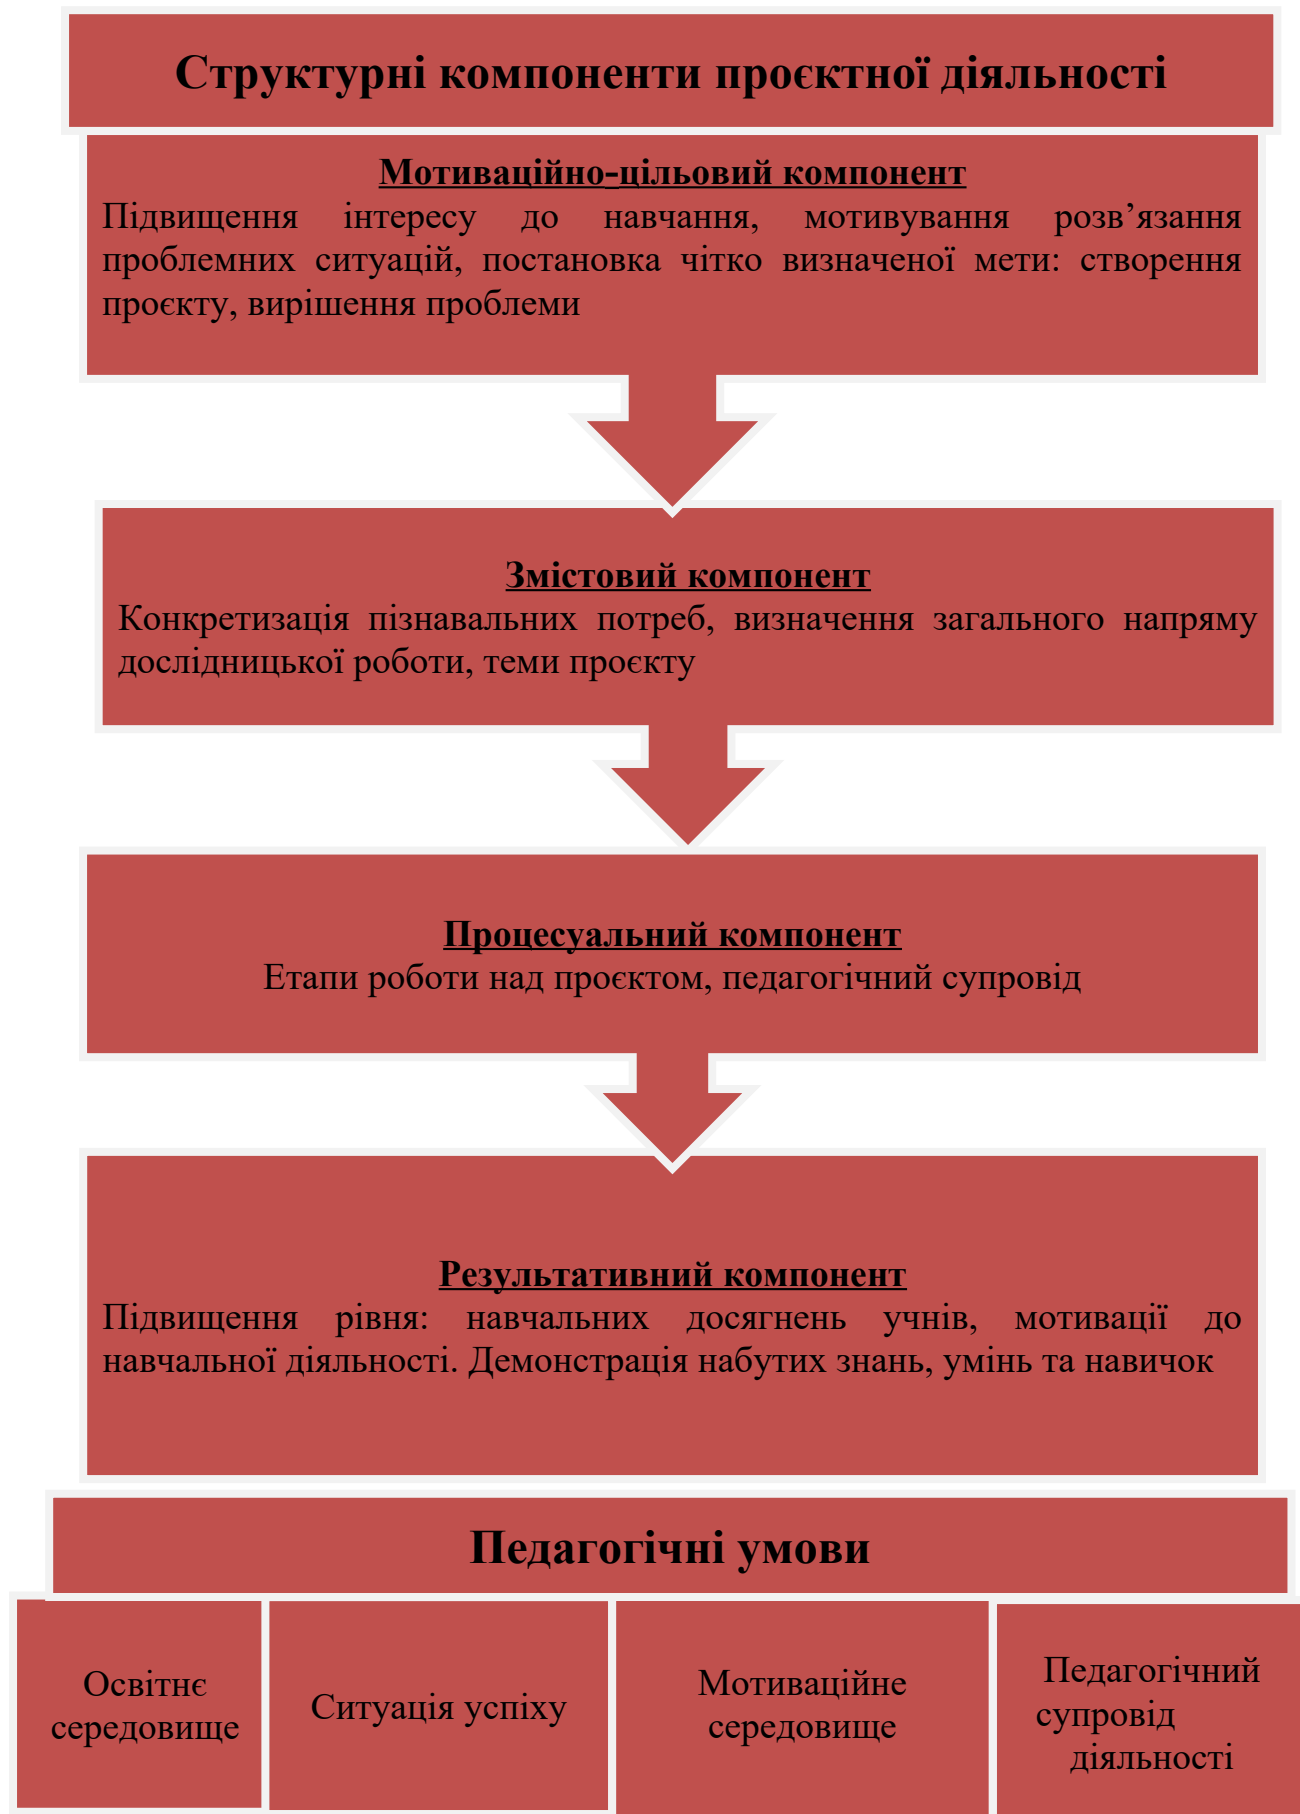 Структурні компоненти проєктної діяльності
Мотиваційно-цільовий компонент
Підвищення інтересу до навчання, мотивування розв’язання
проблемних ситуацій, постановка чітко визначеної мети: створення
проєкту, вирішення проблеми
Змістовий компонент
Конкретизація пізнавальних потреб, визначення загального напряму
дослідницької роботи, теми проєкту
Процесуальний компонент
Етапи роботи над проєктом, педагогічний супровід
Результативний компонент
Підвищення рівня: навчальних досягнень учнів, мотивації до
навчальної діяльності. Демонстрація набутих знань, умінь та навичок
Педагогічні умови
Освітнє
середовище
Ситуація успіху
Мотиваційне
середовище
Педагогічний
супровід
діяльності